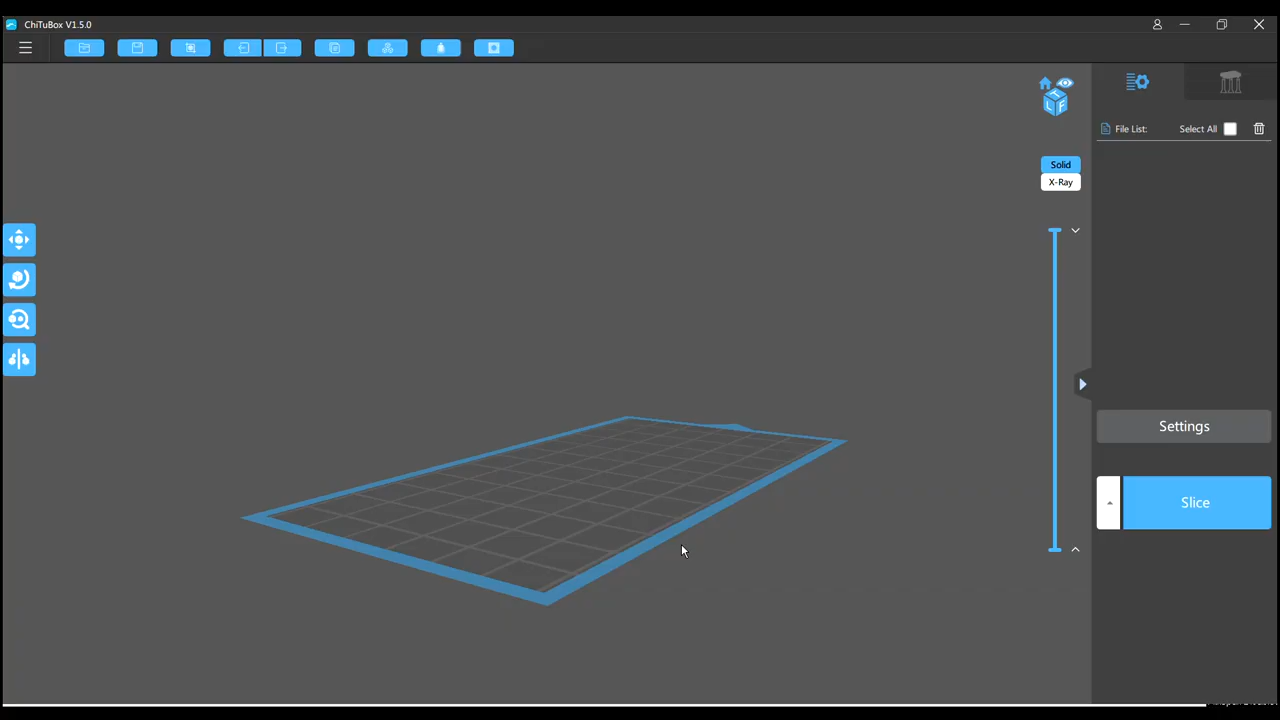 ChiTuBox V1.5.0
File List:
Select All
Solid
X-Ray
Settings
Slice